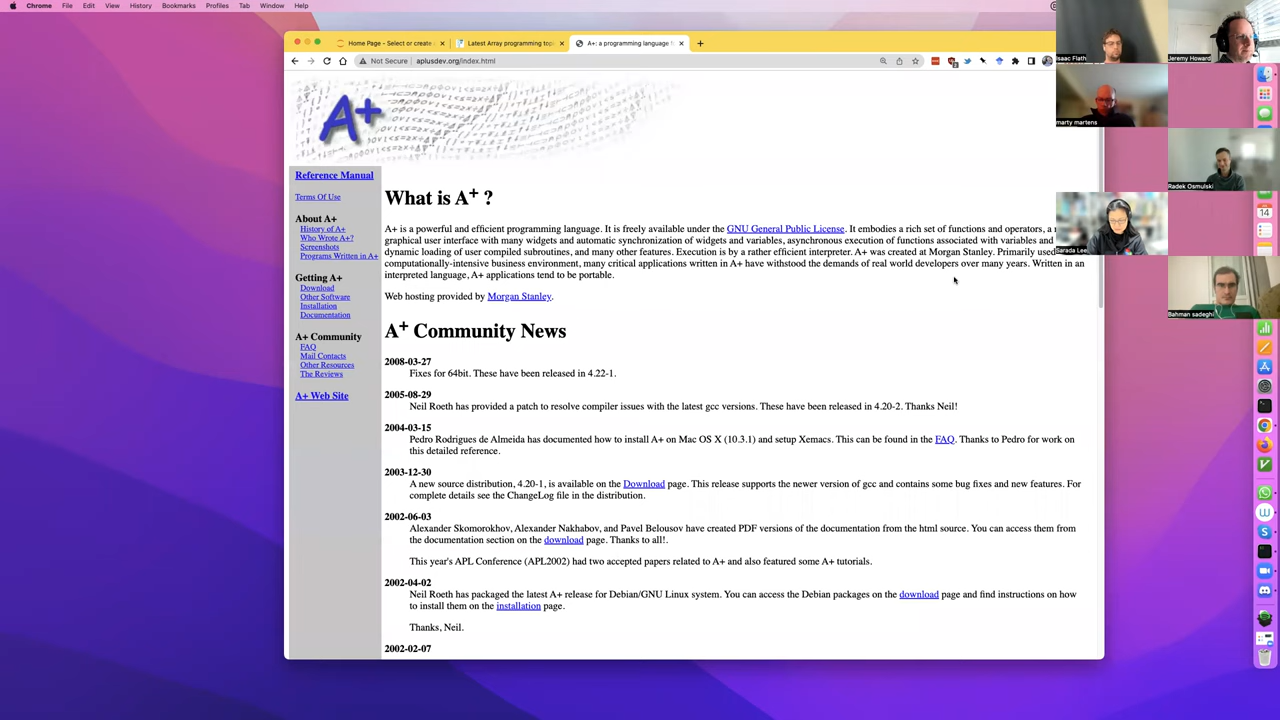 Chrome File Edit View History Bookmarks Profiles Tab Window Help
Home Page - Select or create
Latest Array programming topi
A+: a programming language f
Not Secure
aplusdev.org/index.html
A+
Reference Manual
Terms Of Use
About A+
History of A+
Who Wrote A+?
Screenshots
Programs Written in A+
Getting A+
Download
Other Software
Installation
Documentation
A+ Community
FAQ
Mail Contacts
Other Resources
The Reviews
A+ Web Site
What is A+ ?
A+ is a powerful and efficient programming language. It is freely available under the GNU General Public License. It embodies a rich set of functions and operators, a
graphical user interface with many widgets and automatic synchronization of widgets and variables, asynchronous execution of functions associated with variables and
dynamic loading of user compiled subroutines, and many other features. Execution is by a rather efficient interpreter. A+ was created at Morgan Stanley. Primarily used
computationally-intensive business environment, many critical applications written in A+ have withstood the demands of real world developers over many years. Written in an
interpreted language, A+ applications tend to be portable.
Web hosting provided by Morgan Stanley.
A+ Community News
2008-03-27
Fixes for 64bit. These have been released in 4.22-1.
2005-08-29
Neil Roeth has provided a patch to resolve compiler issues with the latest gcc versions. These have been released in 4.20-2. Thanks Neil!
2004-03-15
Pedro Rodrigues de Almeida has documented how to install A+ on Mac OS X (10.3.1) and setup Xemacs. This can be found in the FAQ. Thanks to Pedro for work on
this detailed reference.
2003-12-30
A new source distribution, 4.20-1, is available on the Download page. This release supports the newer version of gcc and contains some bug fixes and new features. For
complete details see the ChangeLog file in the distribution.
2002-06-03
Alexander Skomorokhov, Alexander Nakhabov, and Pavel Belousov have created PDF versions of the documentation from the html source. You can access them from
the documentation section on the download page. Thanks to all!.
This year's APL Conference (APL2002) had two accepted papers related to A+ and also featured some A+ tutorials.
2002-04-02
Neil Roeth has packaged the latest A+ release for Debian/GNU Linux system. You can access the Debian packages on the download page and find instructions on how
to install them on the installation page.
Thanks, Neil.
2002-02-07
Isaac Flath
Jeremy Howard
marty martens
Radek Osmulski
Sarada Lee
Bahman sadeghi
14